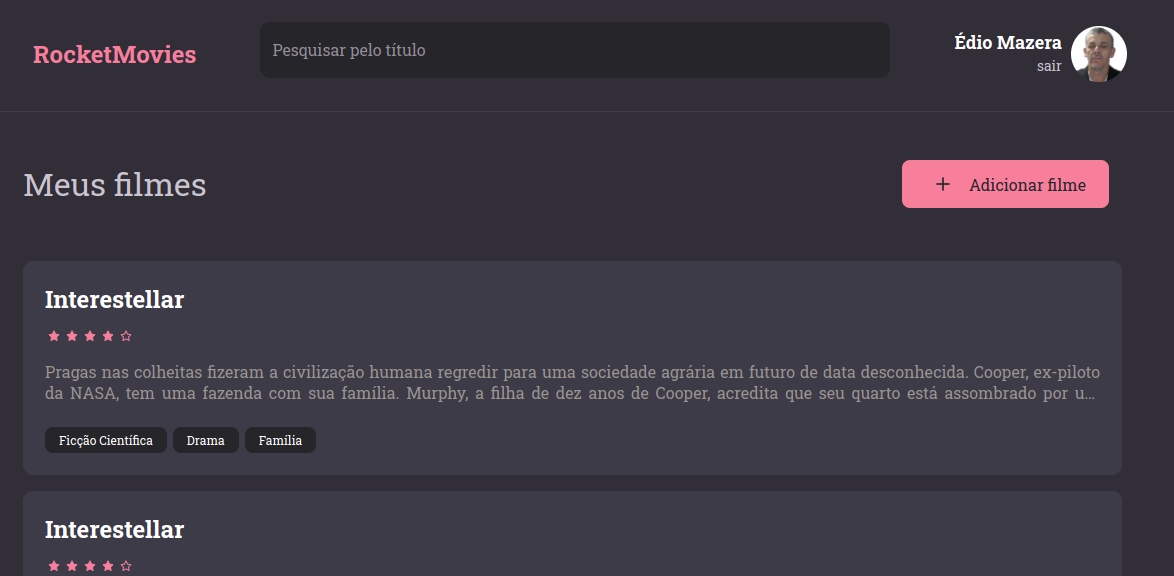 RocketMovies
Pesquisar pelo título
Édio Mazera
sair
Meus filmes
+ Adicionar filme
Interestellar
Pragas nas colheitas fizeram a civilização humana regredir para uma sociedade agrária em futuro de data desconhecida. Cooper, ex-piloto
da NASA, tem uma fazenda com sua família. Murphy, a filha de dez anos de Cooper, acredita que seu quarto está assombrado por u...
Ficção Científica Drama Família
Interestellar